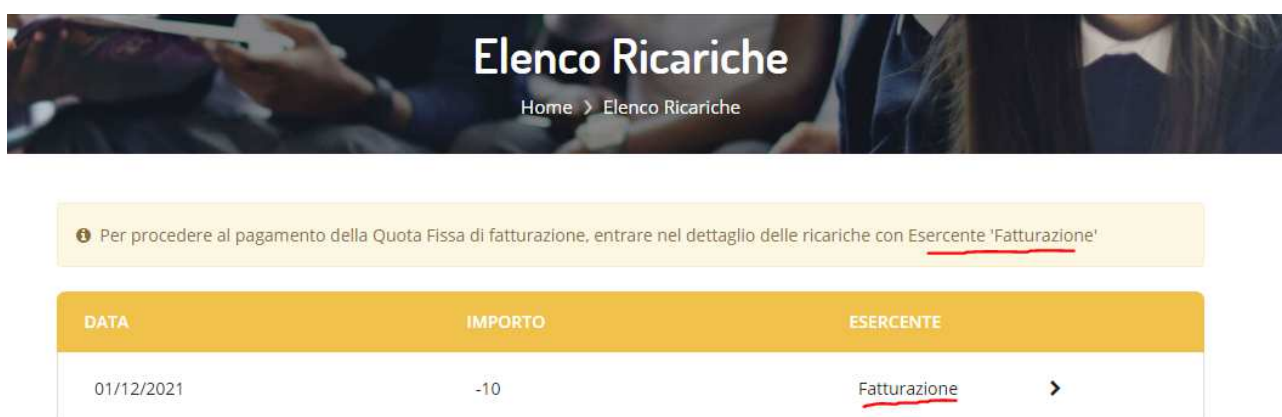 Elenco Ricariche
Home > Elenco Ricariche
Per procedere al pagamento della Quota Fissa di fatturazione, entrare nel dettaglio delle ricariche con Esercente 'Fatturazione'
DATA IMPORTO ESERCENTE
01/12/2021 -10 Fatturazione